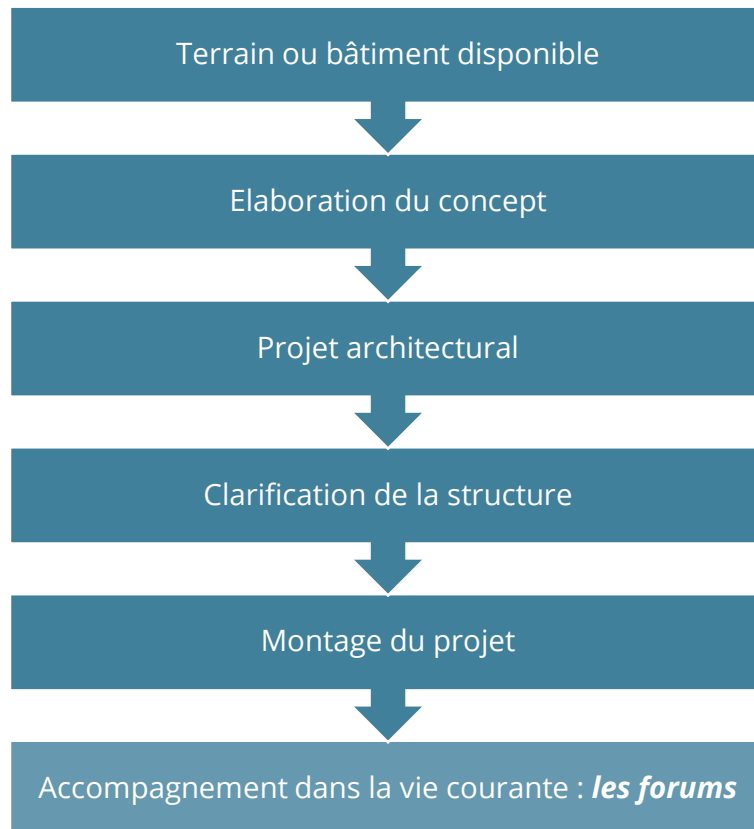 Terrain ou bâtiment disponible
Elaboration du concept
Projet architectural
Clarification de la structure
Montage du projet
Accompagnement dans la vie courante : les forums